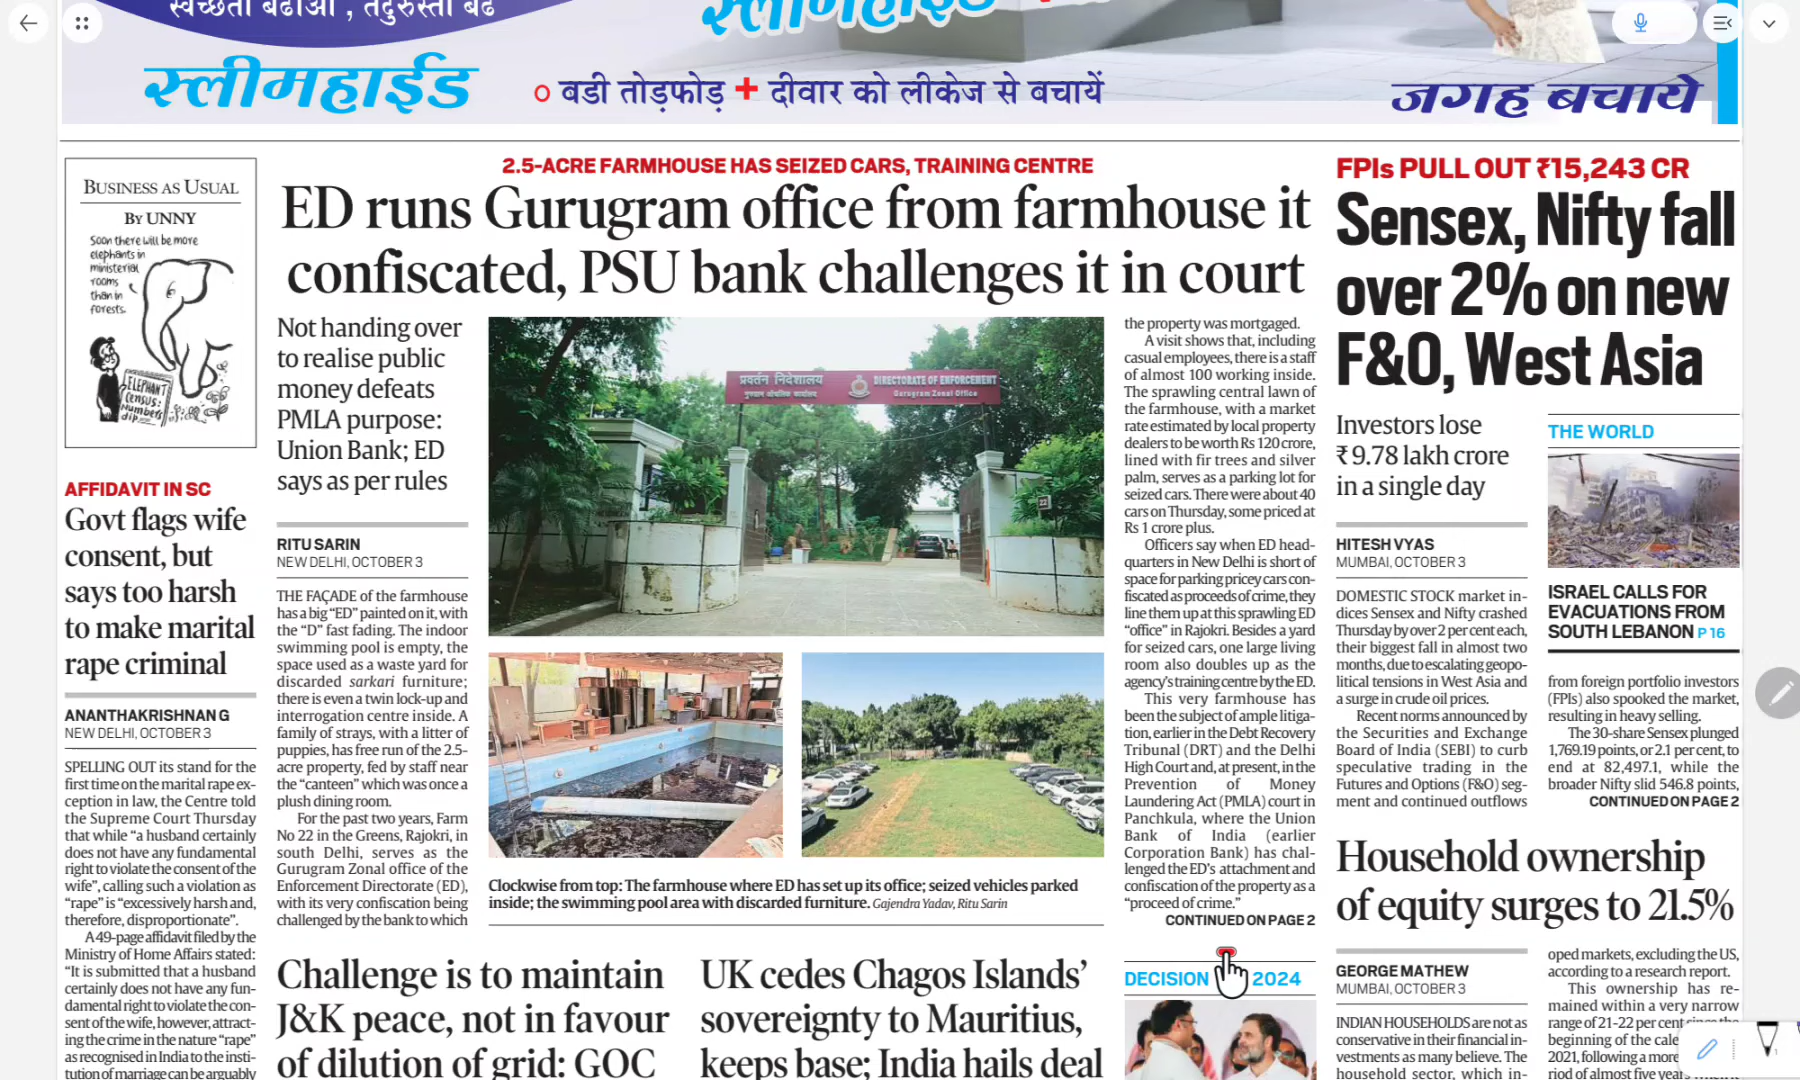 स्वच्छता बढाओ , तंदुरुस्ती बढे
स्लीमहाईड
स्लीमहाईड
० बडी तोड़फोड़ + दीवार को लीकेज से बचायें
जगह बचाये
BUSINESS AS USUAL
BY UNNY
Soon there will be more
elephants in
ministerial
rooms
than in
forests.
ELEPHANT
CENSUS:
Numbers
dip
AFFIDAVIT IN SC
Govt flags wife
consent, but
says too harsh
to make marital
rape criminal
ANANTHAKRISHNAN G
NEW DELHI, OCTOBER 3
SPELLING OUT its stand for the
first time on the marital rape ex-
ception in law, the Centre told
the Supreme Court Thursday
that while “a husband certainly
does not have any fundamental
right to violate the consent of the
wife”, calling such a violation as
“rape” is “excessively harsh and,
therefore, disproportionate”.
A 49-page affidavit filed by the
Ministry of Home Affairs stated:
“It is submitted that a husband
certainly does not have any fun-
damental right to violate the con-
sent of the wife, however, attract-
ing the crime in the nature “rape”
as recognised in India to the insti-
tution of marriage can be arguably
2.5-ACRE FARMHOUSE HAS SEIZED CARS, TRAINING CENTRE
ED runs Gurugram office from farmhouse it
confiscated, PSU bank challenges it in court
Not handing over
to realise public
money defeats
PMLA purpose:
Union Bank; ED
says as per rules
RITU SARIN
NEW DELHI, OCTOBER 3
THE FAÇADE of the farmhouse
has a big “ED” painted on it, with
the “D” fast fading. The indoor
swimming pool is empty, the
space used as a waste yard for
discarded sarkari furniture;
there is even a twin lock-up and
interrogation centre inside. A
family of strays, with a litter of
puppies, has free run of the 2.5-
acre property, fed by staff near
the “canteen” which was once a
plush dining room.
For the past two years, Farm
No 22 in the Greens, Rajokri, in
south Delhi, serves as the
Gurugram Zonal office of the
Enforcement Directorate (ED),
with its very confiscation being
challenged by the bank to which
प्रवर्तन निदेशालय
गुरुग्राम आंचलिक कार्यालय
DIRECTORATE OF ENFORCEMENT
Gurugram Zonal Office
22
Clockwise from top: The farmhouse where ED has set up its office; seized vehicles parked
inside; the swimming pool area with discarded furniture. Gajendra Yadav, Ritu Sarin
the property was mortgaged.
A visit shows that, including
casual employees, there is a staff
of almost 100 working inside.
The sprawling central lawn of
the farmhouse, with a market
rate estimated by local property
dealers to be worth Rs 120 crore,
lined with fir trees and silver
palm, serves as a parking lot for
seized cars. There were about 40
cars on Thursday, some priced at
Rs 1 crore plus.
Officers say when ED head-
quarters in New Delhi is short of
space for parking pricey cars con-
fiscated as proceeds of crime, they
line them up at this sprawling ED
“office” in Rajokri. Besides a yard
for seized cars, one large living
room also doubles up as the
agency’s training centre by the ED.
This very farmhouse has
been the subject of ample litiga-
tion, earlier in the Debt Recovery
Tribunal (DRT) and the Delhi
High Court and, at present, in the
Prevention of Money
Laundering Act (PMLA) court in
Panchkula, where the Union
Bank of India (earlier
Corporation Bank) has chal-
lenged the ED’s attachment and
confiscation of the property as a
“proceed of crime.”
CONTINUED ON PAGE 2
FPIs PULL OUT ₹15,243 CR
Sensex, Nifty fall
over 2% on new
F&O, West Asia
Investors lose
₹9.78 lakh crore
in a single day
HITESH VYAS
MUMBAI, OCTOBER 3
DOMESTIC STOCK market in-
dices Sensex and Nifty crashed
Thursday by over 2 per cent each,
their biggest fall in almost two
months, due to escalating geopo-
litical tensions in West Asia and
a surge in crude oil prices.
Recent norms announced by
the Securities and Exchange
Board of India (SEBI) to curb
speculative trading in the
Futures and Options (F&O) seg-
ment and continued outflows
THE WORLD
ISRAEL CALLS FOR
EVACUATIONS FROM
SOUTH LEBANON P 16
from foreign portfolio investors
(FPIs) also spooked the market,
resulting in heavy selling.
The 30-share Sensex plunged
1,769.19 points, or 2.1 per cent, to
end at 82,497.1, while the
broader Nifty slid 546.8 points,
CONTINUED ON PAGE 2
Household ownership
of equity surges to 21.5%
GEORGE MATHEW
MUMBAI, OCTOBER 3
INDIAN HOUSEHOLDS are not as
conservative in their financial in-
vestments as many believe. The
household sector, which in-
oped markets, excluding the US,
according to a research report.
This ownership has re-
mained within a very narrow
range of 21-22 per cent since the
beginning of the cale
2021, following a more
riod of almost five years
Challenge is to maintain
J&K peace, not in favour
of dilution of grid: GOC
UK cedes Chagos Islands’
sovereignty to Mauritius,
keeps base; India hails deal
DECISION 2024